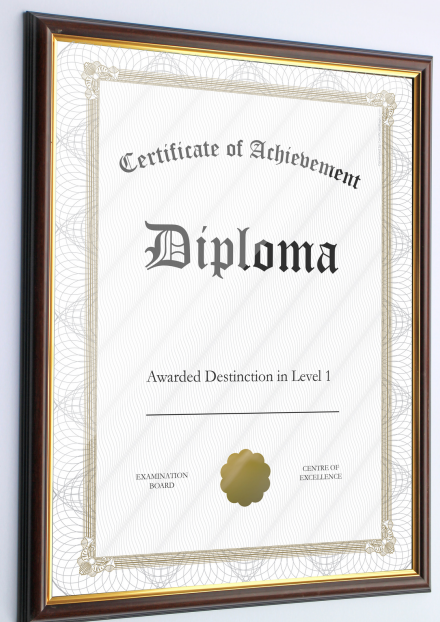 Certificate of Achievement
Diploma
Awarded Destinction in Level 1
EXAMINATION
BOARD
CENTRE OF
EXCELLENCE